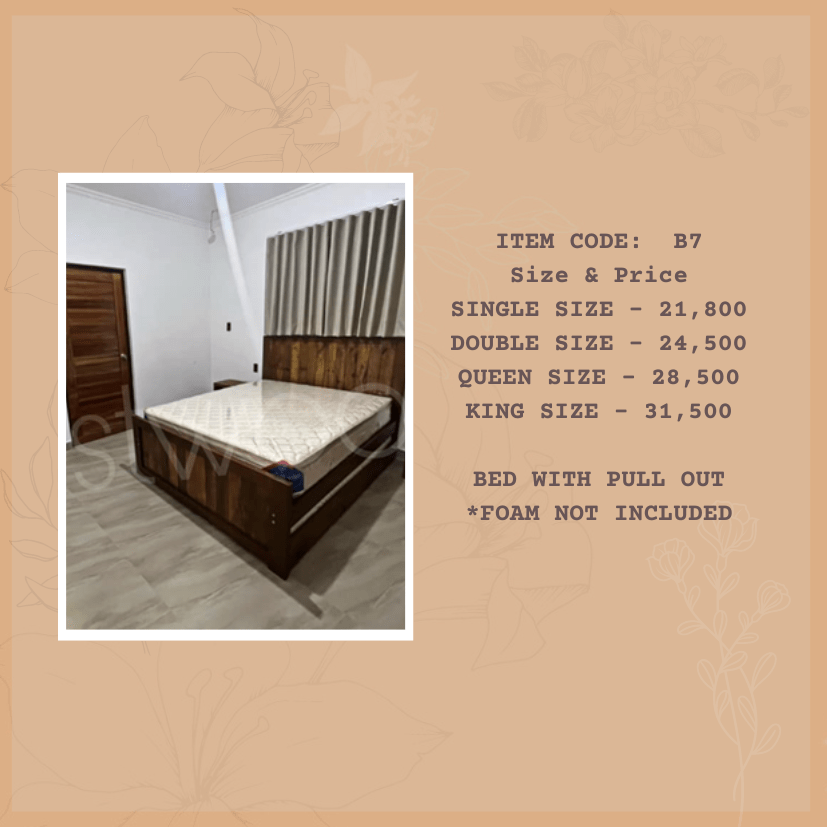 ITEM CODE: B7
Size & Price
SINGLE SIZE - 21,800
DOUBLE SIZE - 24,500
QUEEN SIZE - 28,500
KING SIZE - 31,500
BED WITH PULL OUT
*FOAM NOT INCLUDED